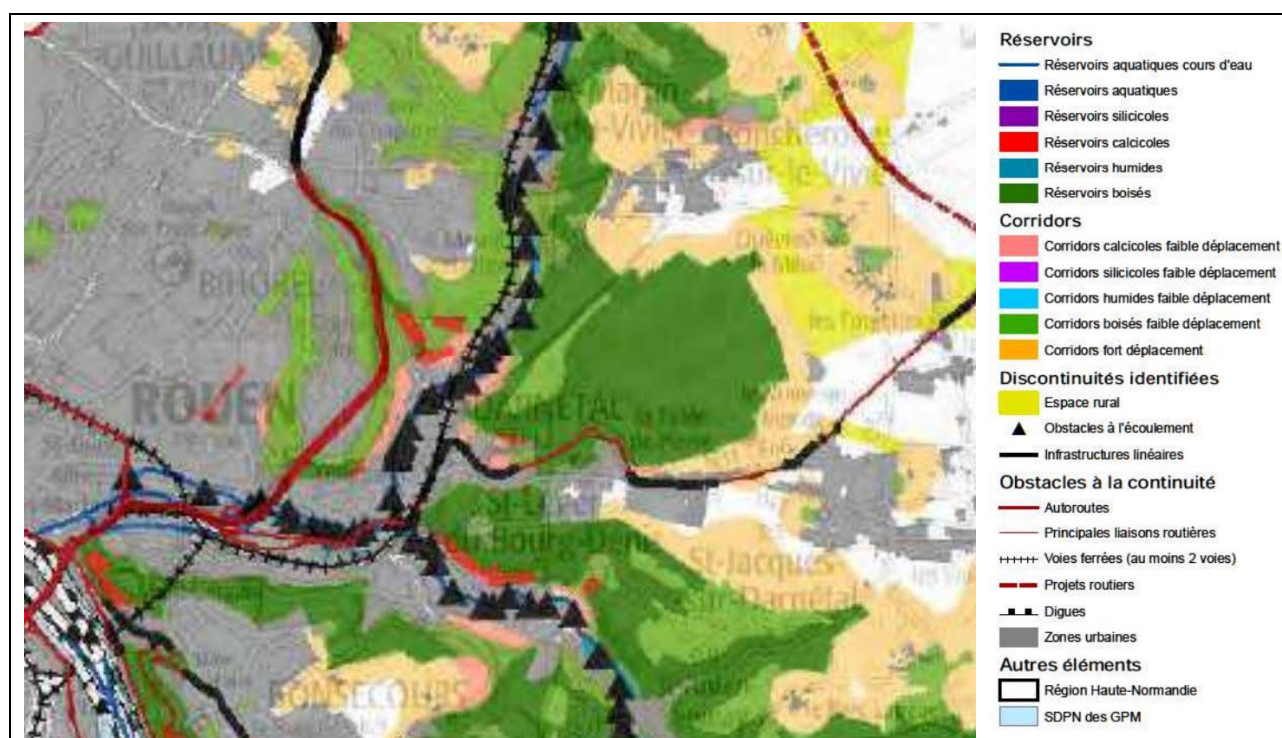 GUILLAUME
BIHOREL
ROUEN
DARNETAL
St-Jacques-
sur-Darnétal
BONSECOURS
Réservoirs
Réservoirs aquatiques cours d'eau
Réservoirs aquatiques
Réservoirs silicicoles
Réservoirs calcicoles
Réservoirs humides
Réservoirs boisés
Corridors
Corridors calcicoles faible déplacement
Corridors silicicoles faible déplacement
Corridors humides faible déplacement
Corridors boisés faible déplacement
Corridors fort déplacement
Discontinuités identifiées
Espace rural
Obstacles à l'écoulement
Infrastructures linéaires
Obstacles à la continuité
Autoroutes
Principales liaisons routières
Voies ferrées (au moins 2 voies)
Projets routiers
Digues
Zones urbaines
Autres éléments
Région Haute-Normandie
SDPN des GPM